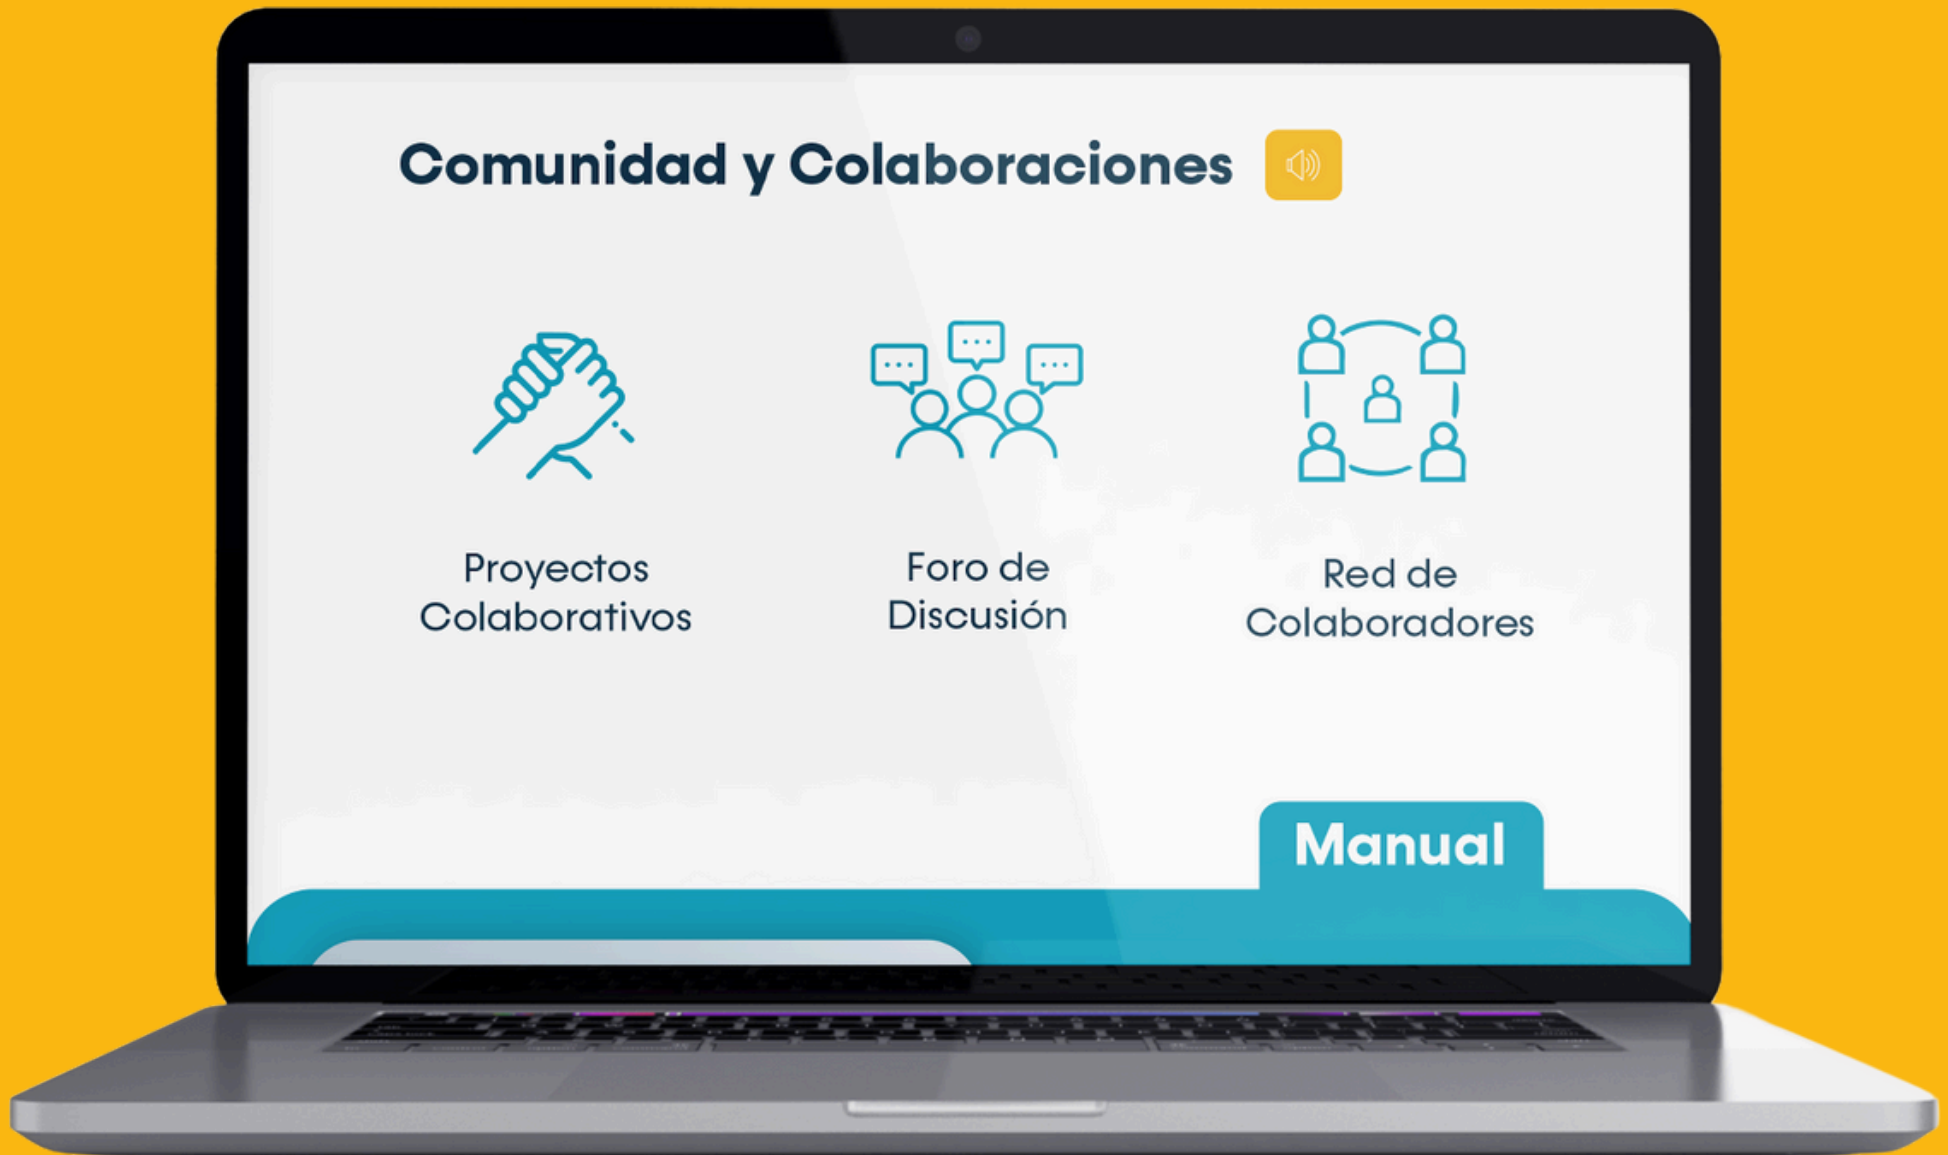 Comunidad y Colaboraciones
Proyectos
Colaborativos
Foro de
Discusión
Red de
Colaboradores
Manual